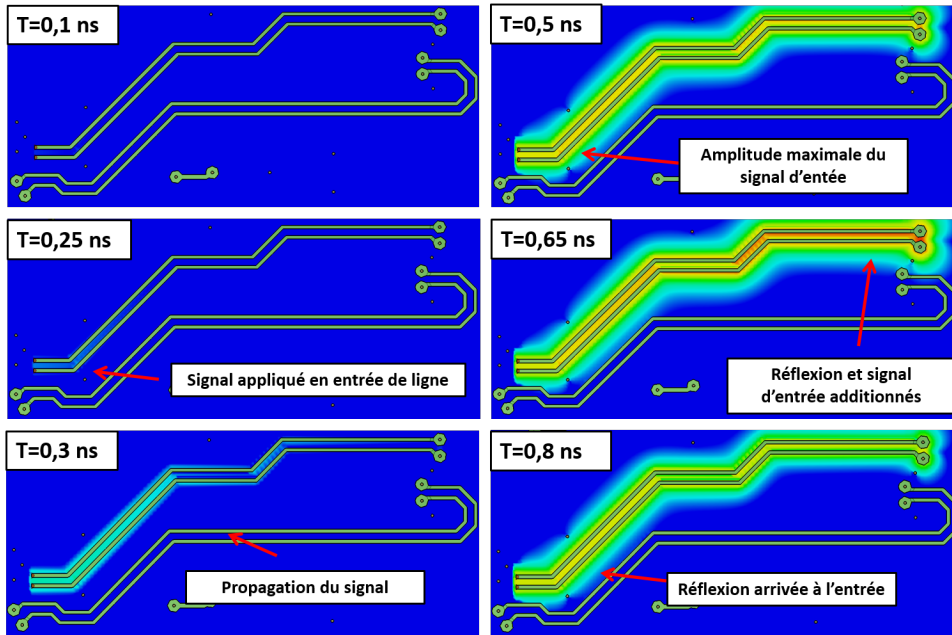 T=0,1 ns
T=0,5 ns
Amplitude maximale du
signal d'entée
T=0,25 ns
Signal appliqué en entrée de ligne
T=0,65 ns
Réflexion et signal
d'entrée additionnés
T=0,3 ns
Propagation du signal
T=0,8 ns
Réflexion arrivée à l'entrée